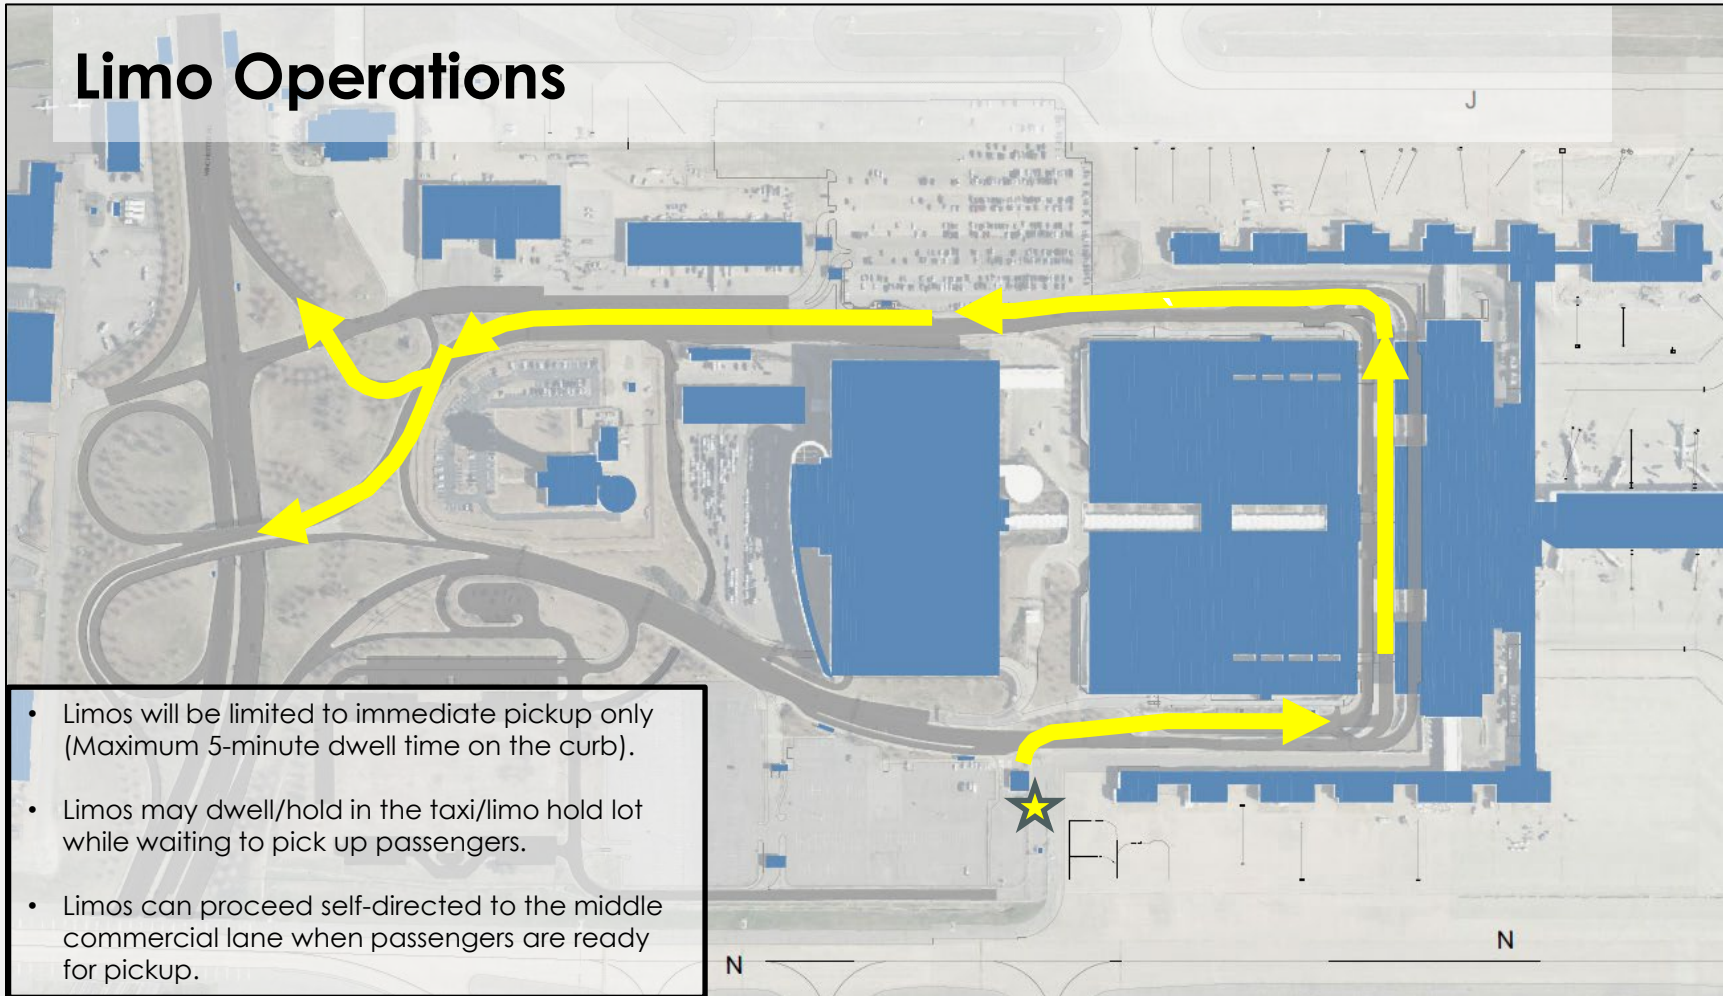 Limo Operations
J
• Limos will be limited to immediate pickup only
(Maximum 5-minute dwell time on the curb).
• Limos may dwell/hold in the taxi/limo hold lot
while waiting to pick up passengers.
• Limos can proceed self-directed to the middle
commercial lane when passengers are ready
for pickup.
N
N